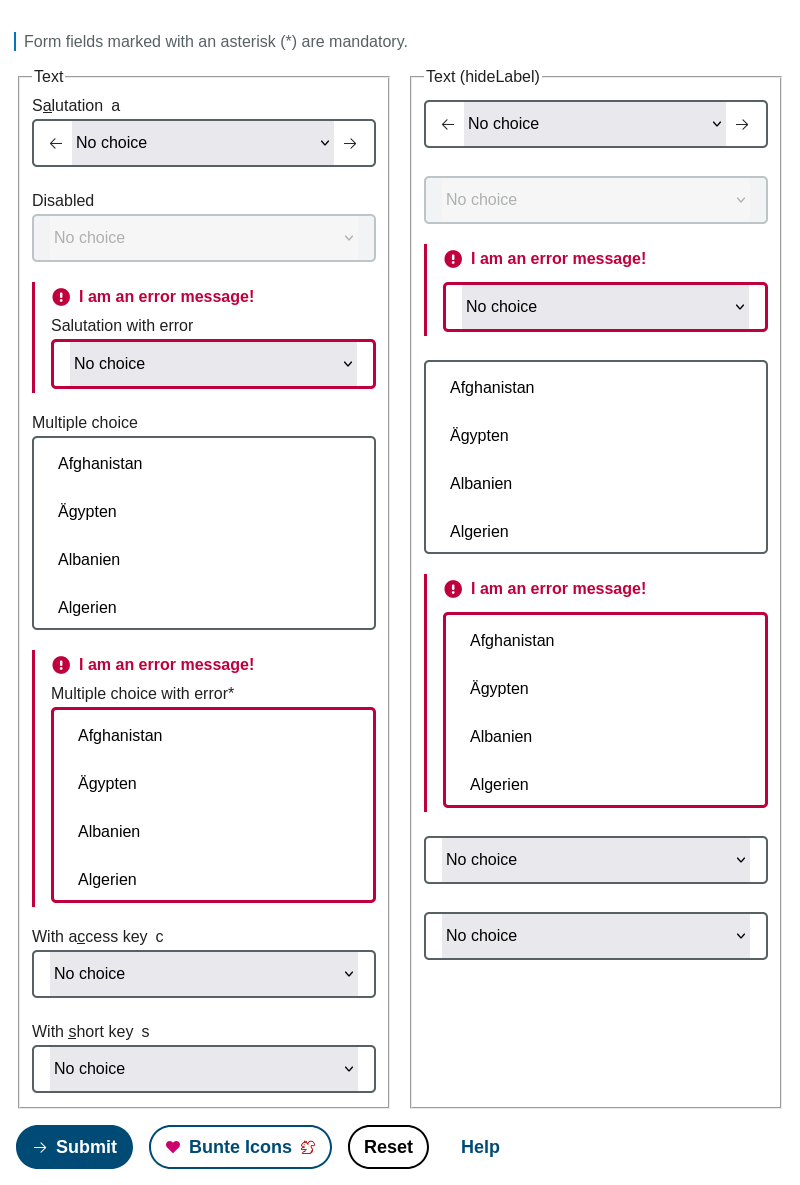 Form fields marked with an asterisk (*) are mandatory.
Text
Salutation a
No choice
Disabled
No choice
I am an error message!
Salutation with error
No choice
Multiple choice
Afghanistan
Ägypten
Albanien
Algerien
I am an error message!
Multiple choice with error*
Afghanistan
Ägypten
Albanien
Algerien
With access key c
No choice
With short key s
No choice
Text (hideLabel)
No choice
No choice
I am an error message!
No choice
Afghanistan
Ägypten
Albanien
Algerien
I am an error message!
Afghanistan
Ägypten
Albanien
Algerien
No choice
No choice
Submit
Bunte Icons
Reset
Help